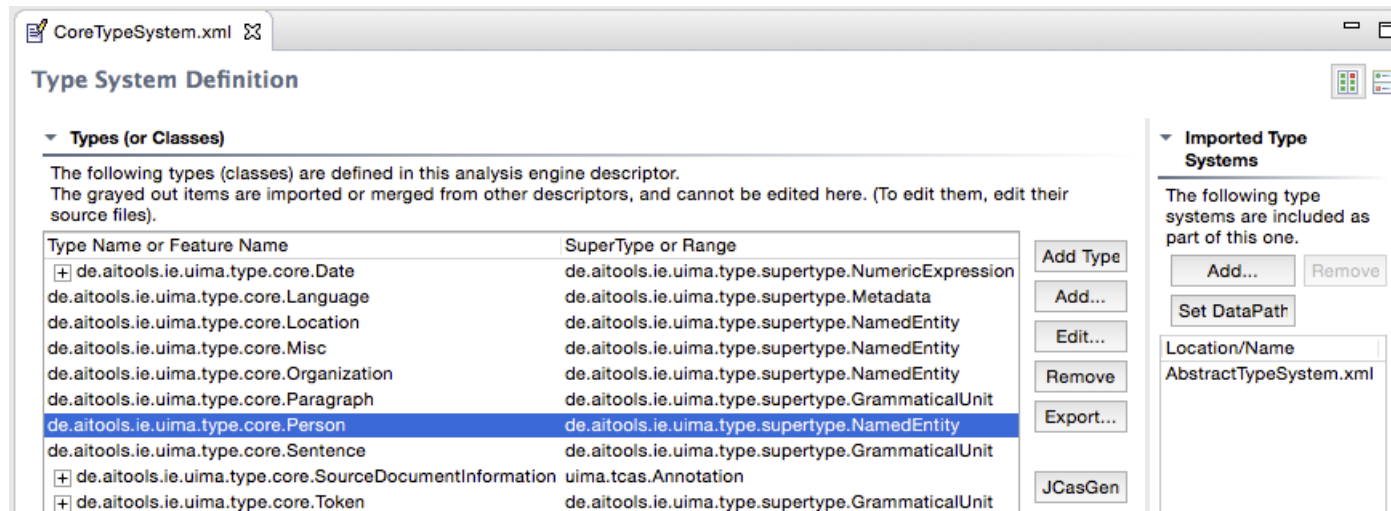 CoreTypeSystem.xml
Type System Definition
Types (or Classes)
The following types (classes) are defined in this analysis engine descriptor.
The grayed out items are imported or merged from other descriptors, and cannot be edited here. (To edit them, edit their
source files).
Type Name or Feature Name SuperType or Range
de.aitools.ie.uima.type.core.Date de.aitools.ie.uima.type.supertype.NumericExpression
de.aitools.ie.uima.type.core.Language de.aitools.ie.uima.type.supertype.Metadata
de.aitools.ie.uima.type.core.Location de.aitools.ie.uima.type.supertype.NamedEntity
de.aitools.ie.uima.type.core.Misc de.aitools.ie.uima.type.supertype.NamedEntity
de.aitools.ie.uima.type.core.Organization de.aitools.ie.uima.type.supertype.NamedEntity
de.aitools.ie.uima.type.core.Paragraph de.aitools.ie.uima.type.supertype.GrammaticalUnit
de.aitools.ie.uima.type.core.Person de.aitools.ie.uima.type.supertype.NamedEntity
de.aitools.ie.uima.type.core.Sentence de.aitools.ie.uima.type.supertype.GrammaticalUnit
de.aitools.ie.uima.type.core.SourceDocumentInformation uima.tcas.Annotation
de.aitools.ie.uima.type.core.Token de.aitools.ie.uima.type.supertype.GrammaticalUnit
Add Type
Add...
Edit...
Remove
Export...
JCasGen
Imported Type
Systems
The following type
systems are included as
part of this one.
Add... Remove
Set DataPath
Location/Name
AbstractTypeSystem.xml